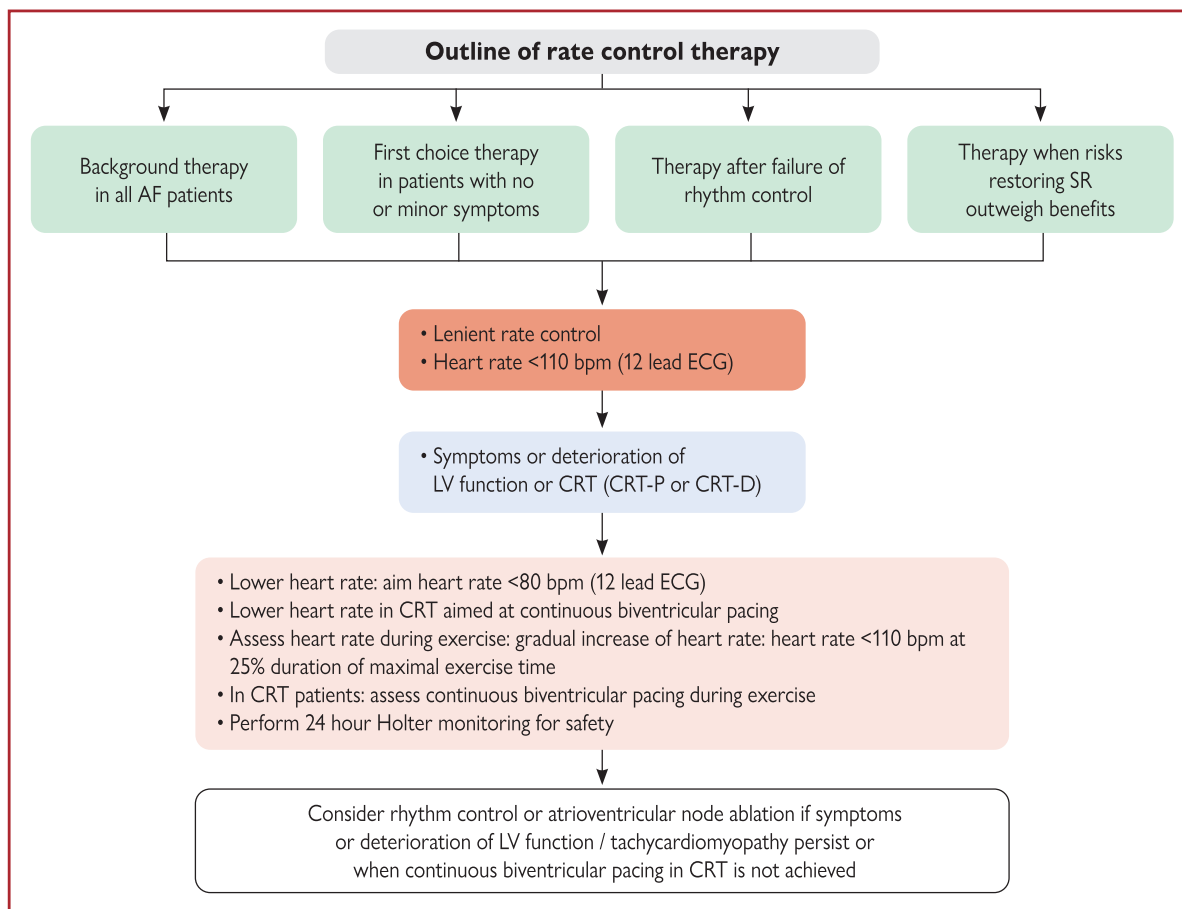 Outline of rate control therapy
Background therapy
in all AF patients
First choice therapy
in patients with no
or minor symptoms
Therapy after failure of
rhythm control
Therapy when risks
restoring SR
outweigh benefits
• Lenient rate control
• Heart rate <110 bpm (12 lead ECG)
• Symptoms or deterioration of
LV function or CRT (CRT-P or CRT-D)
• Lower heart rate: aim heart rate <80 bpm (12 lead ECG)
• Lower heart rate in CRT aimed at continuous biventricular pacing
• Assess heart rate during exercise: gradual increase of heart rate: heart rate <110 bpm at
25% duration of maximal exercise time
• In CRT patients: assess continuous biventricular pacing during exercise
• Perform 24 hour Holter monitoring for safety
Consider rhythm control or atrioventricular node ablation if symptoms
or deterioration of LV function / tachycardiomyopathy persist or
when continuous biventricular pacing in CRT is not achieved